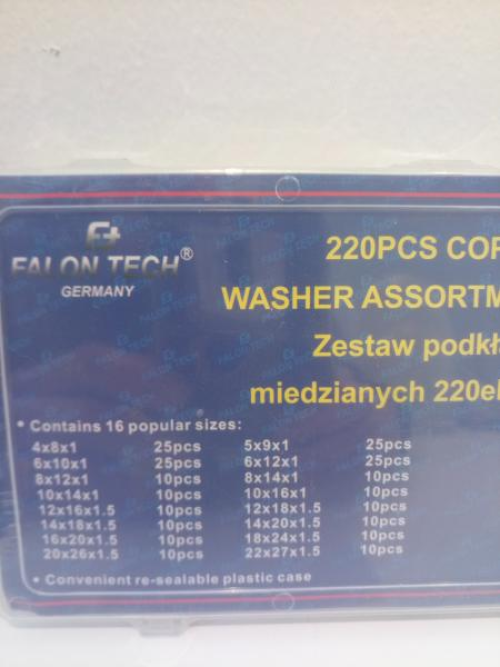 FALON TECH®
GERMANY
220PCS COP
WASHER ASSORTM
Zestaw podkł
miedzianych 220el
• Contains 16 popular sizes:
4x8x1 25pcs 5x9x1 25pcs
6x10x1 25pcs 6x12x1 25pcs
8x12x1 10pcs 8x14x1 10pcs
10x14x1 10pcs 10x16x1 10pcs
12x16x1.5 10pcs 12x18x1.5 10pcs
14x18x1.5 10pcs 14x20x1.5 10pcs
16x20x1.5 10pcs 18x24x1.5 10pcs
20x26x1.5 10pcs 22x27x1.5 10pcs
• Convenient re-sealable plastic case